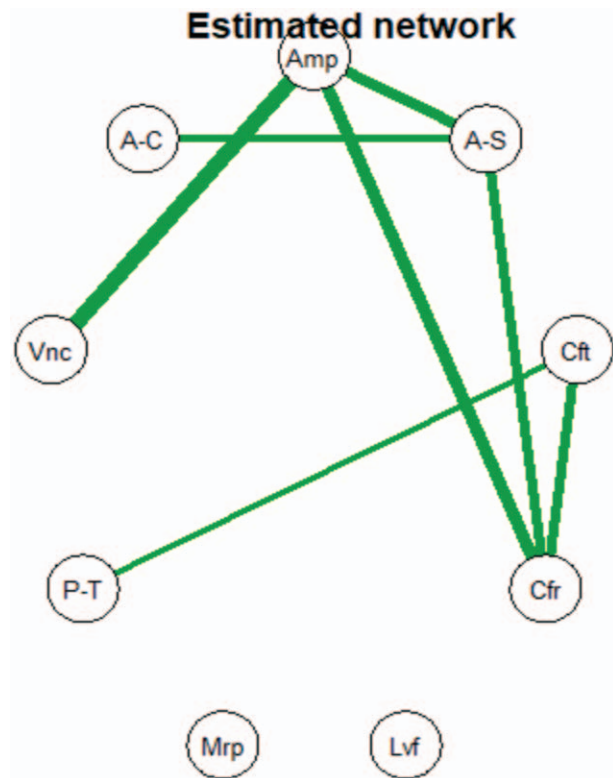 Estimated network
Amp
A-C
A-S
Vnc
Cft
P-T
Cfr
Mrp
Lvf